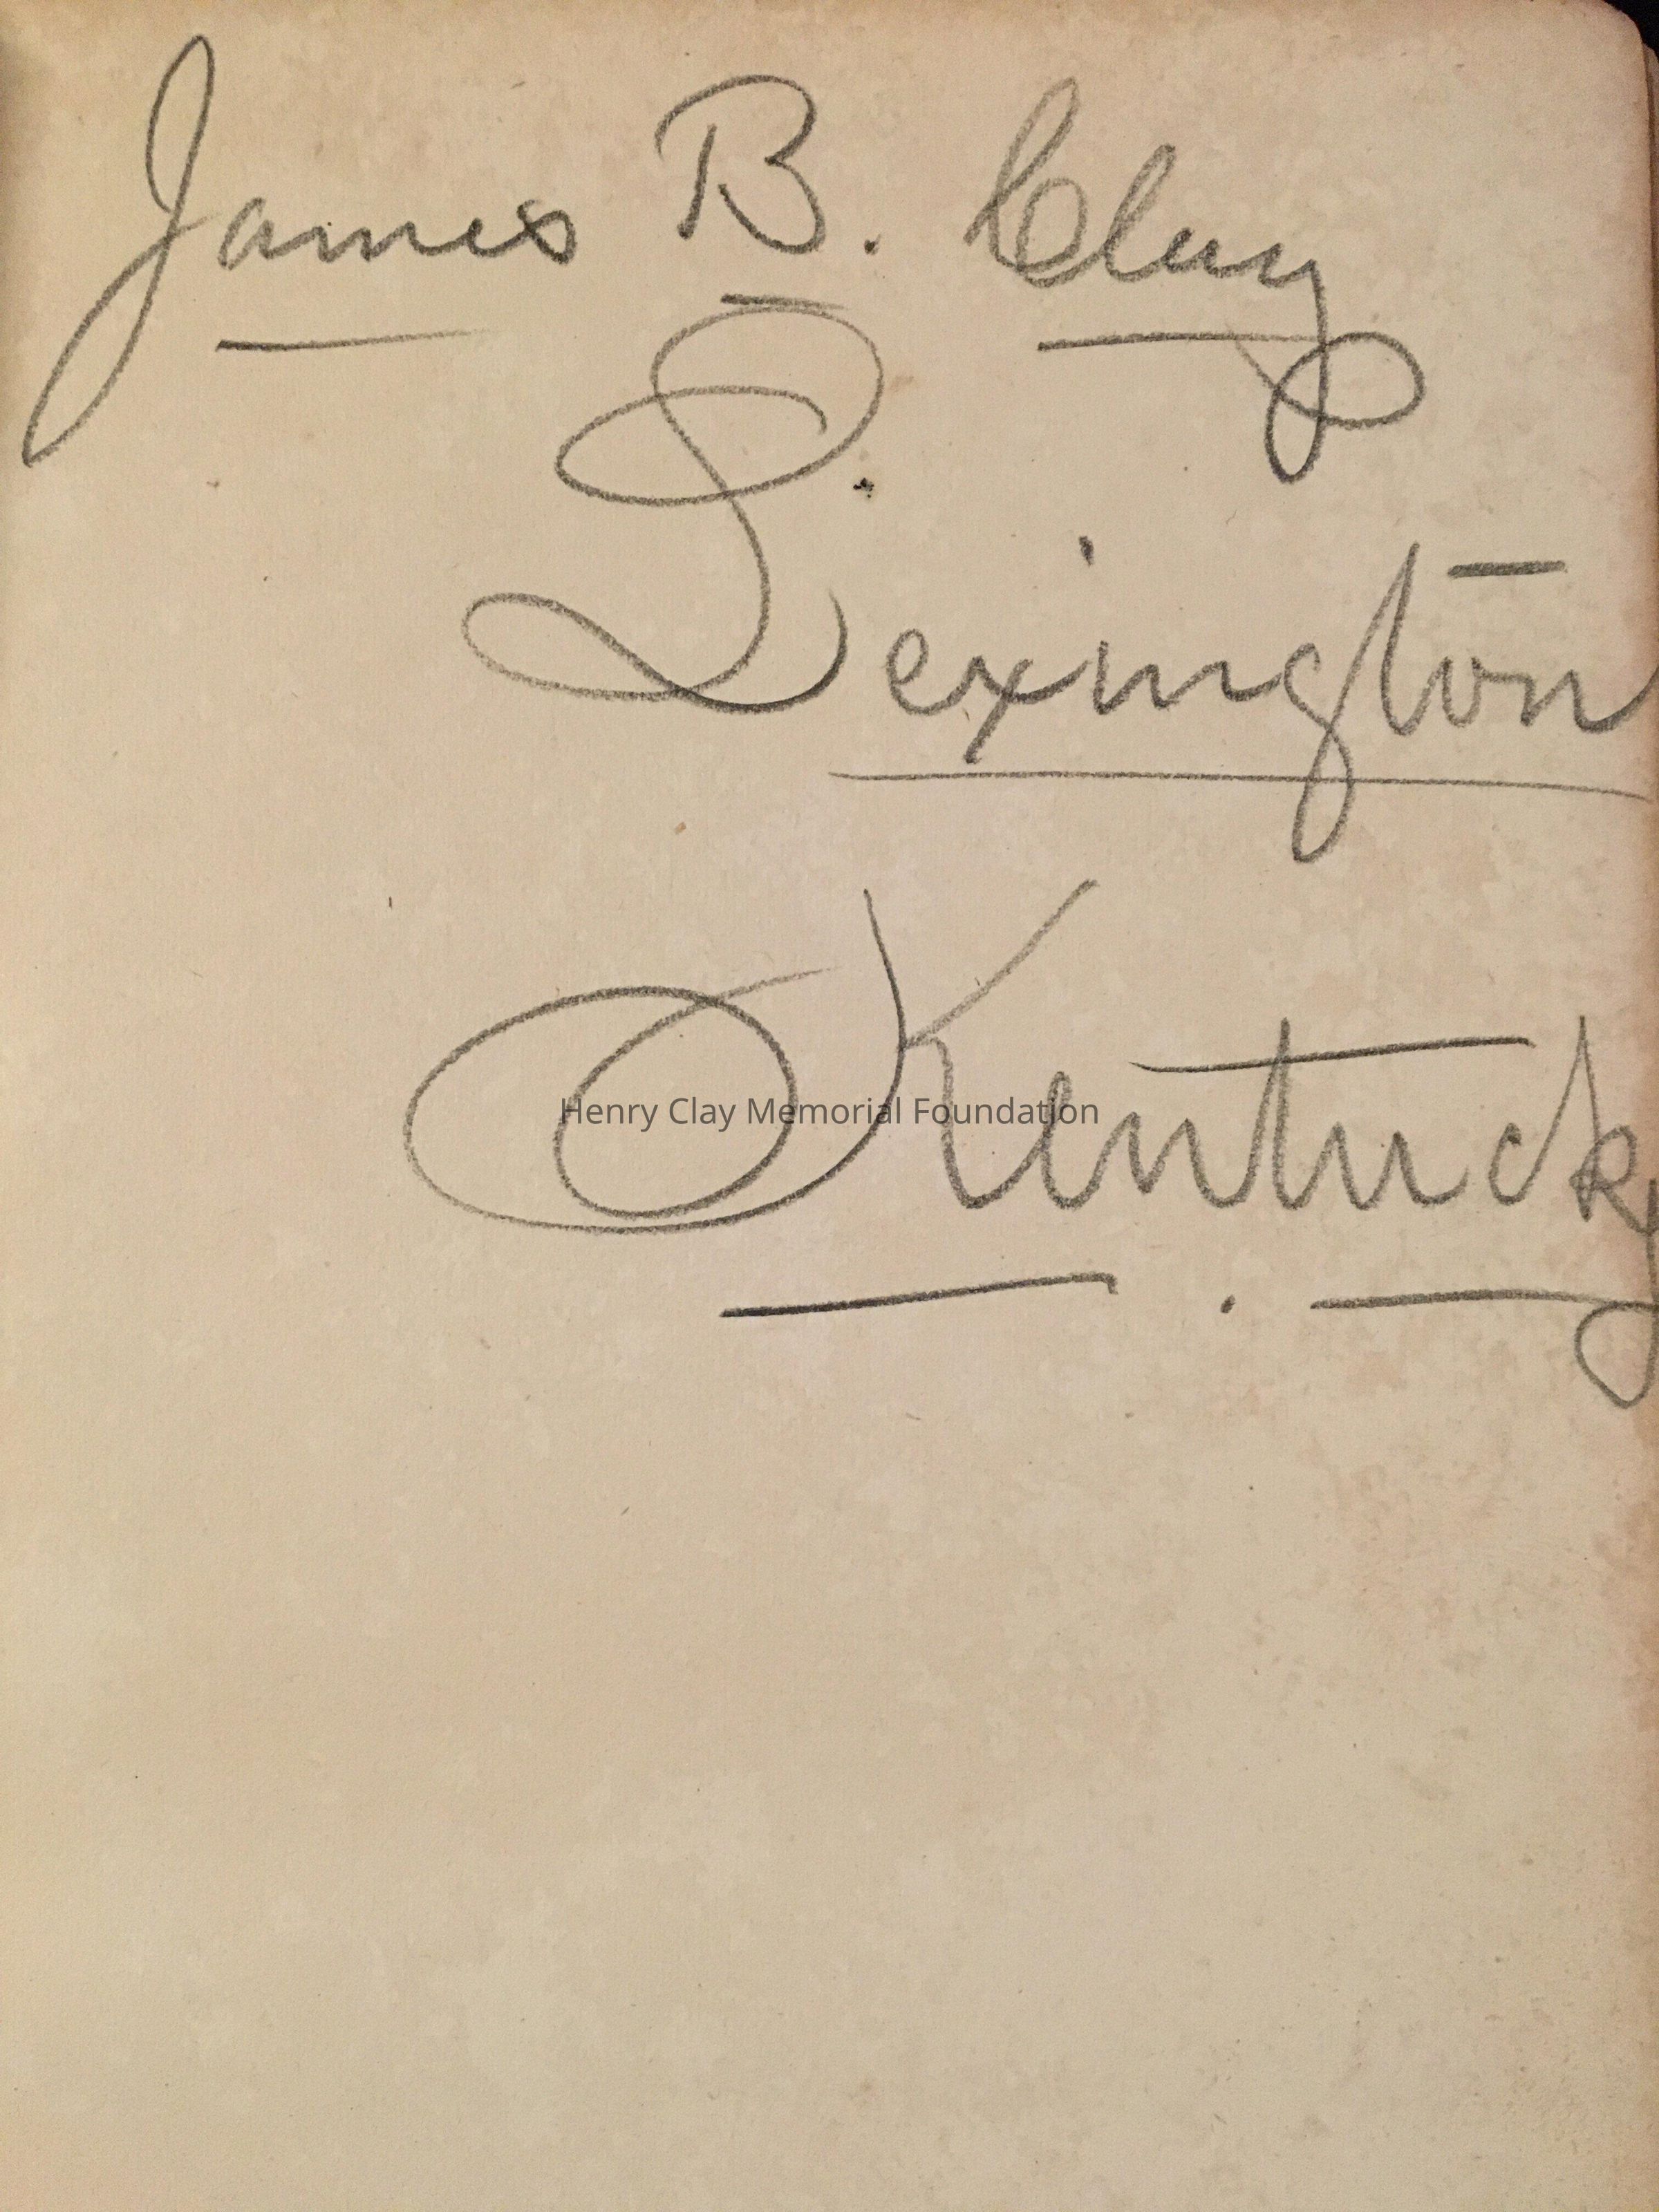 James B. Clay
Lexington
Kentucky
Henry Clay Memorial Foundation